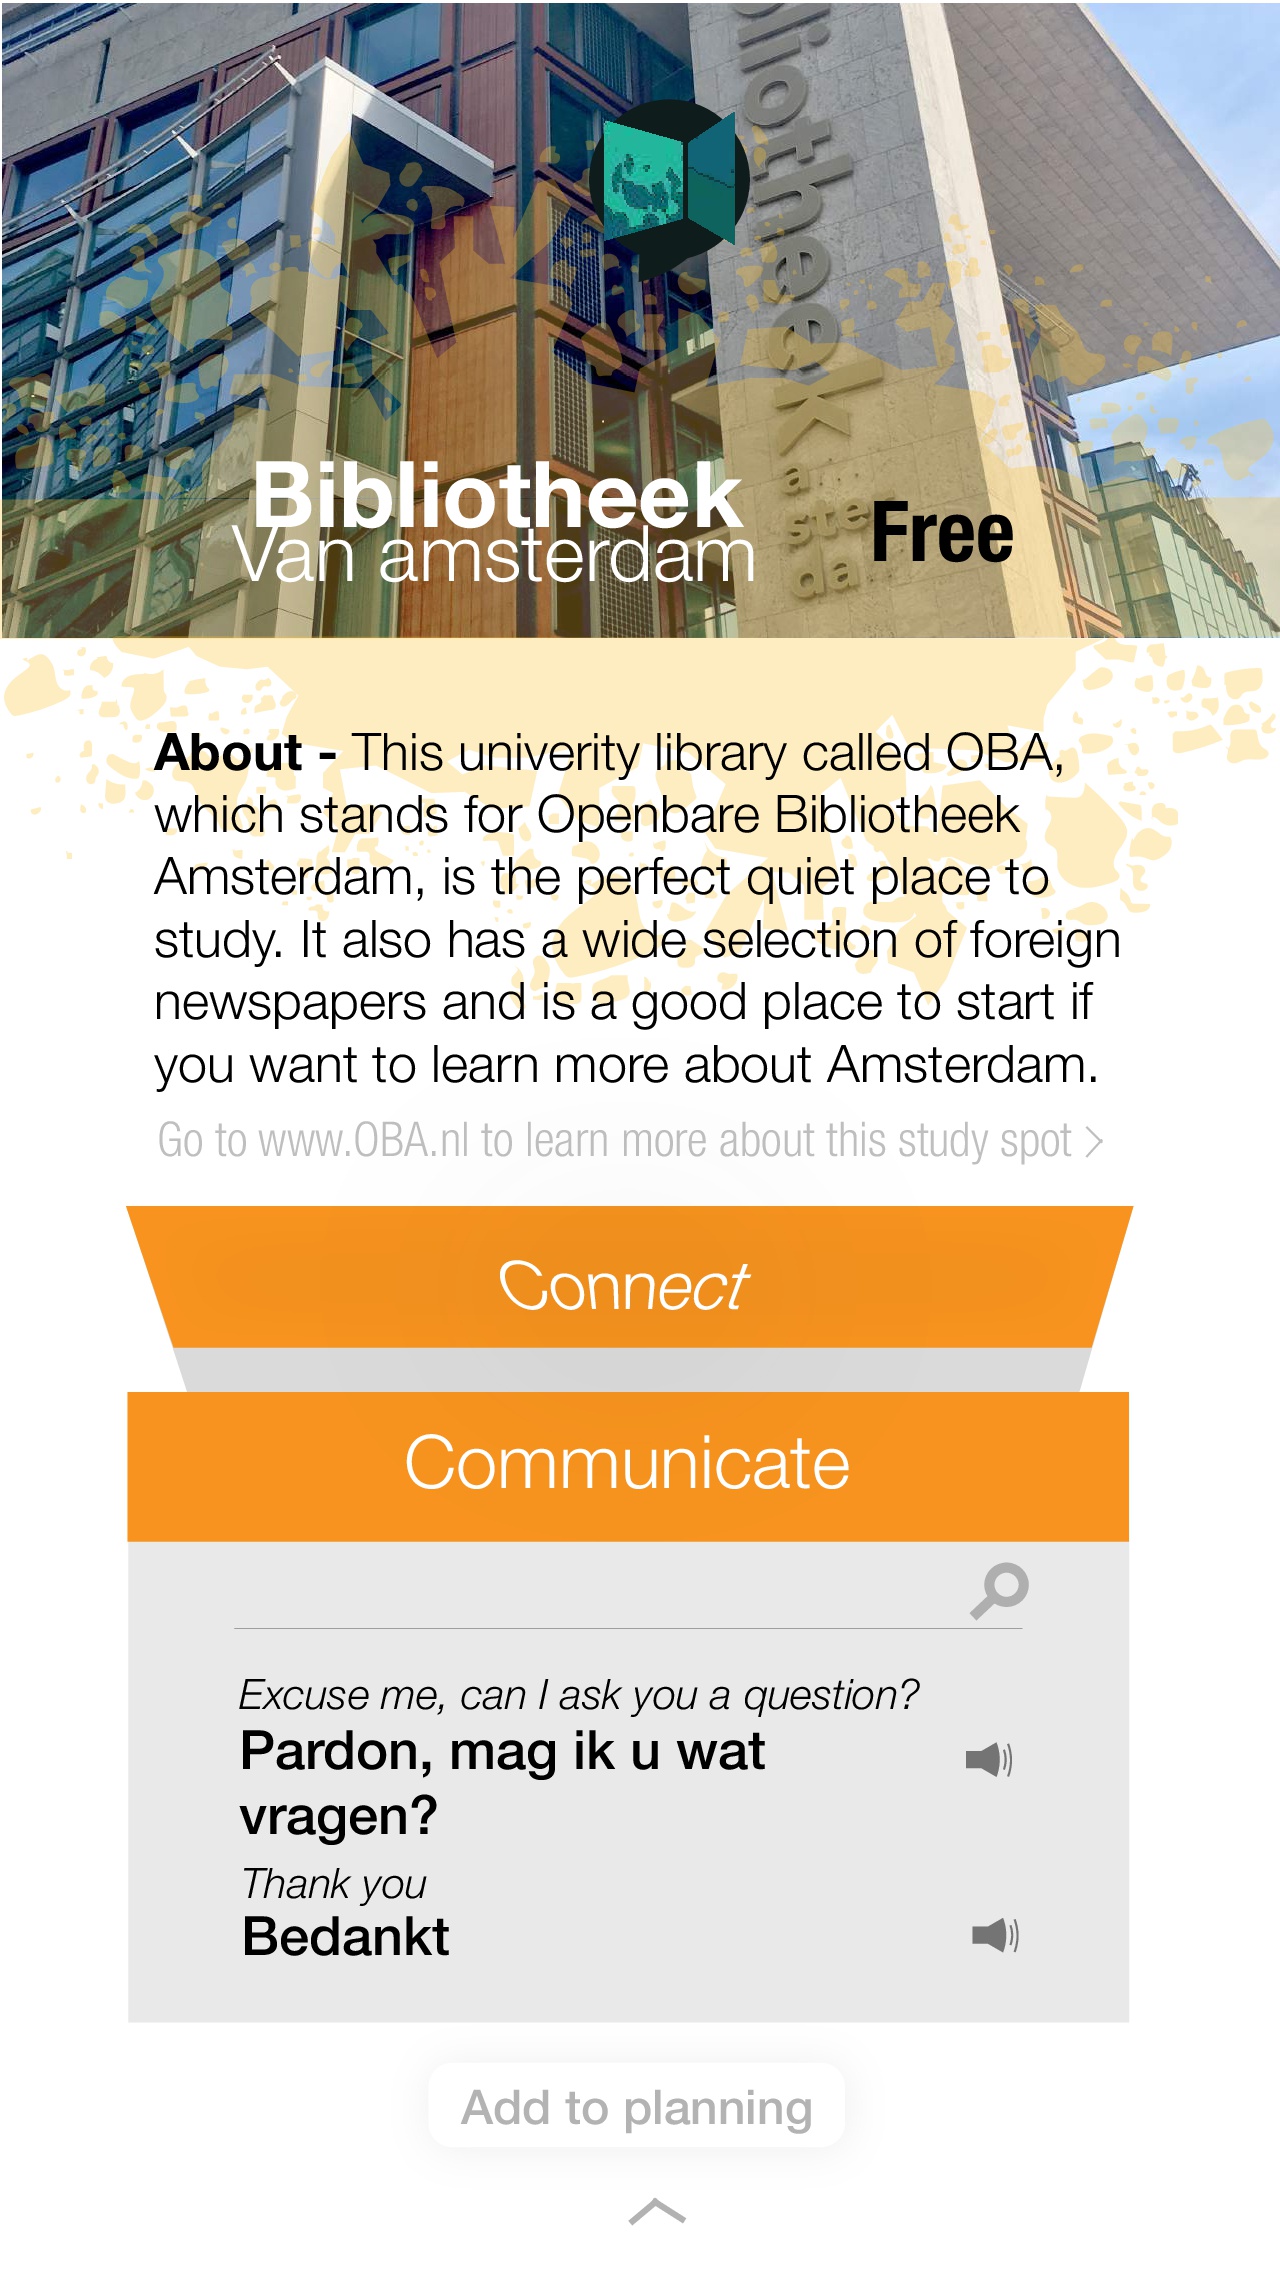 bliotheek
am
ster
da
Bibliotheek
Van amsterdam
Free
About - This univerity library called OBA,
which stands for Openbare Bibliotheek
Amsterdam, is the perfect quiet place to
study. It also has a wide selection of foreign
newspapers and is a good place to start if
you want to learn more about Amsterdam.
Go to www.OBA.nl to learn more about this study spot >
Connect
Communicate
Excuse me, can I ask you a question?
Pardon, mag ik u wat
vragen?
Thank you
Bedankt
Add to planning